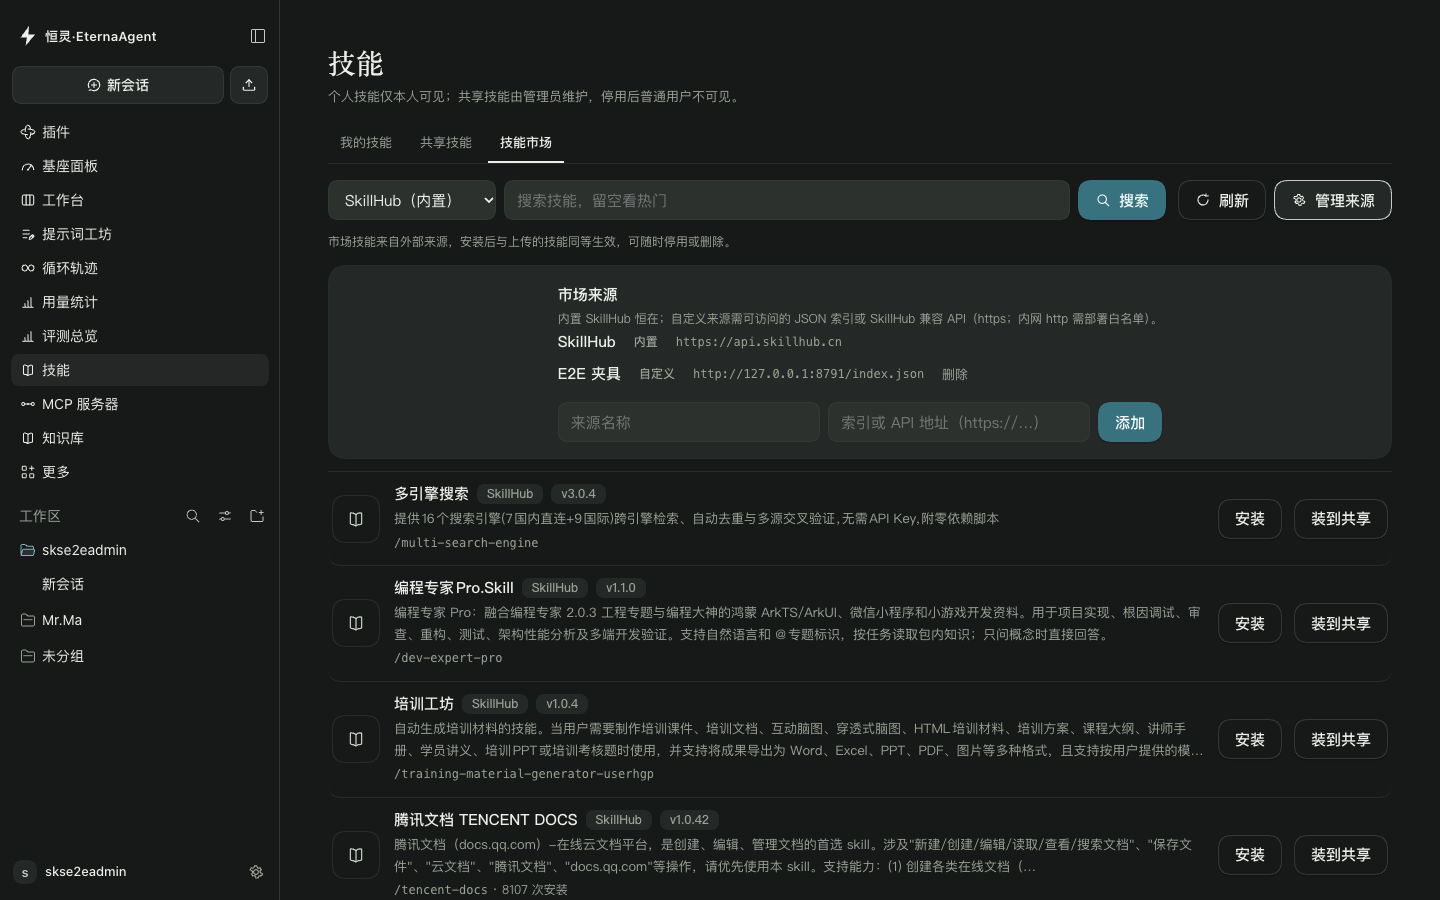 恒灵·EternaAgent
新会话
插件
基座面板
工作台
提示词工坊
循环轨迹
用量统计
评测总览
技能
MCP 服务器
知识库
更多
工作区
skse2eadmin
新会话
Mr.Ma
未分组
s skse2eadmin
技能
个人技能仅本人可见；共享技能由管理员维护，停用后普通用户不可见。
我的技能 共享技能 技能市场
SkillHub（内置） 搜索技能，留空看热门 搜索 刷新 管理来源
市场技能来自外部来源，安装后与上传的技能同等生效，可随时停用或删除。
市场来源
内置 SkillHub 恒在；自定义来源需可访问的 JSON 索引或 SkillHub 兼容 API（https；内网 http 需部署白名单）。
SkillHub 内置 https://api.skillhub.cn
E2E 夹具 自定义 http://127.0.0.1:8791/index.json 删除
来源名称 索引或 API 地址（https://…） 添加
多引擎搜索 SkillHub v3.0.4
提供16个搜索引擎(7国内直连+9国际)跨引擎检索、自动去重与多源交叉验证,无需API Key,附零依赖脚本
/multi-search-engine
安装 装到共享
编程专家Pro.Skill SkillHub v1.1.0
编程专家 Pro：融合编程专家 2.0.3 工程专题与编程大神的鸿蒙 ArkTS/ArkUI、微信小程序和小游戏开发资料。用于项目实现、根因调试、审
查、重构、测试、架构性能分析及多端开发验证。支持自然语言和 @专题标识，按任务读取包内知识；只问概念时直接回答。
/dev-expert-pro
安装 装到共享
培训工坊 SkillHub v1.0.4
自动生成培训材料的技能。当用户需要制作培训课件、培训文档、互动脑图、穿透式脑图、HTML培训材料、培训方案、课程大纲、讲师手
册、学员讲义、培训PPT或培训考核题时使用，并支持将成果导出为 Word、Excel、PPT、PDF、图片等多种格式，且支持按用户提供的模…
/training-material-generator-userhgp
安装 装到共享
腾讯文档 TENCENT DOCS SkillHub v1.0.42
腾讯文档（docs.qq.com）-在线云文档平台，是创建、编辑、管理文档的首选 skill。涉及"新建/创建/编辑/读取/查看/搜索文档"、"保存文
件"、"云文档"、"腾讯文档"、"docs.qq.com"等操作，请优先使用本 skill。支持能力：(1) 创建各类在线文档（…
/tencent-docs · 8107 次安装
安装 装到共享